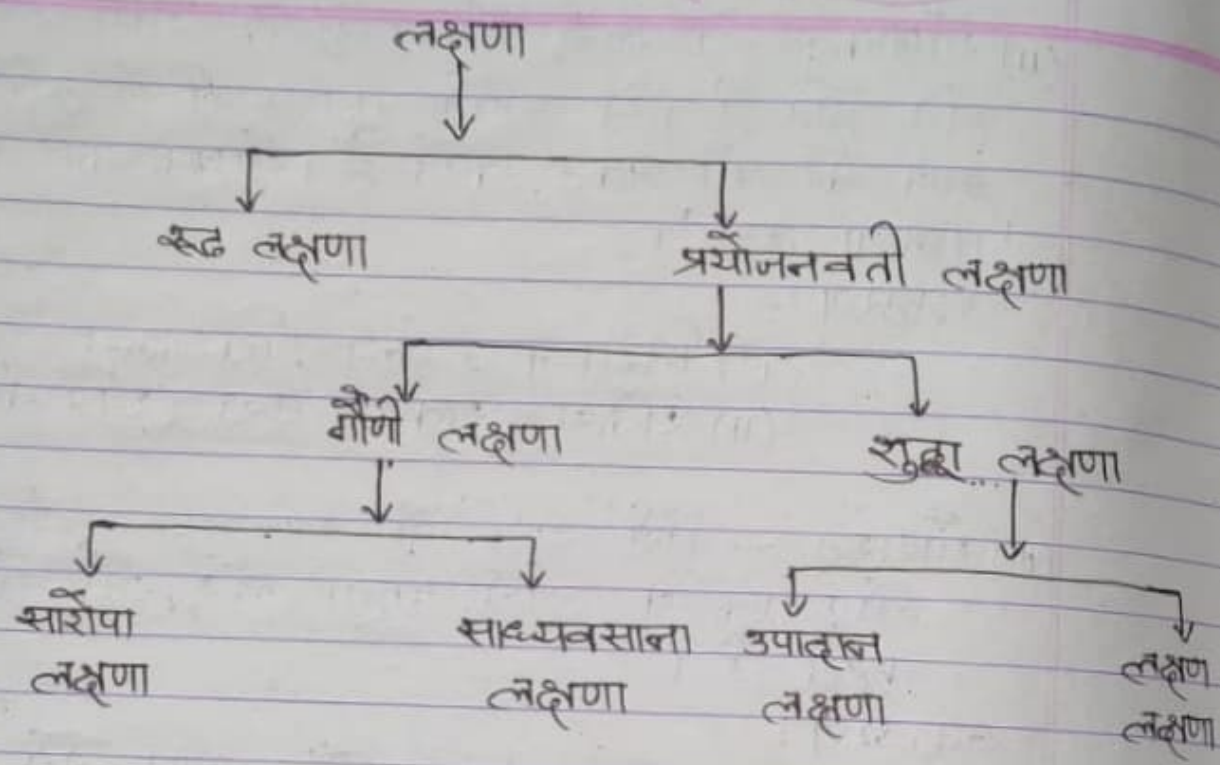 लक्षणा
रूढ लक्षणा
प्रयोजनवती लक्षणा
गौणी लक्षणा
शुद्धा लक्षणा
सारोपा
लक्षणा
साध्यवसाना
लक्षणा
उपादान
लक्षणा
लक्षण
लक्षणा